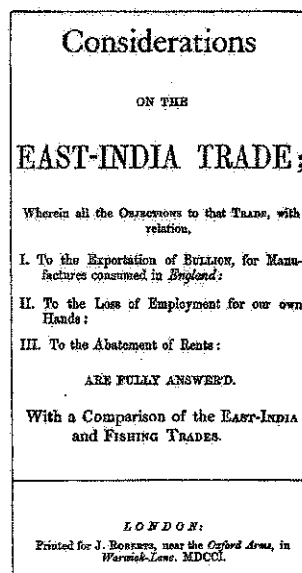 Considerations
ON THE
EAST-INDIA TRADE;
Wherein all the OBJECTIONS to that TRADE, with
relation,
I. To the Exportation of BULLION, for Manu-
factures consumed in England:
II. To the Loss of Employment for our own
Hands:
III. To the Abatement of Rents:
ARE FULLY ANSWER'D.
With a Comparison of the EAST-INDIA
and FISHING TRADES.
LONDON:
Printed for J. ROBERTS, near the Oxford Arms, in
Warwick-Lane. MDCCI.